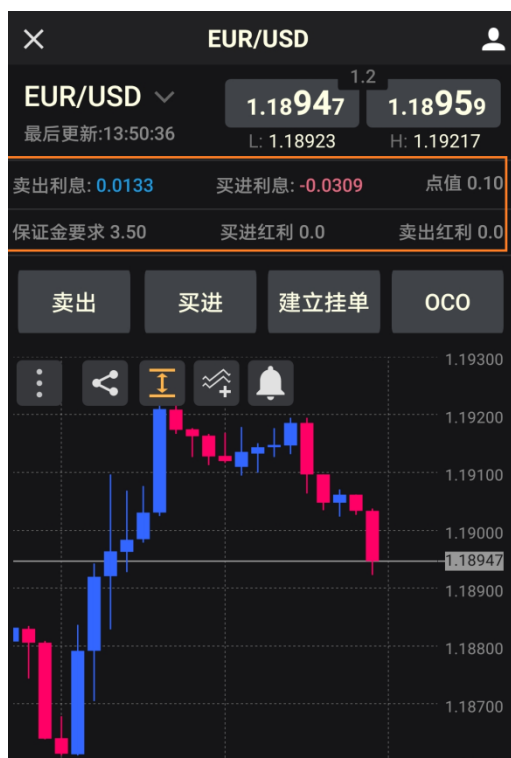 EUR/USD
EUR/USD
1.2
1.18947
1.18959
最后更新:13:50:36
L: 1.18923
H: 1.19217
卖出利息: 0.0133
买进利息: -0.0309
点值 0.10
保证金要求 3.50
买进红利 0.0
卖出红利 0.0
卖出
买进
建立挂单
OCO
1.19300
1.19200
1.19100
1.19000
1.18947
1.18900
1.18800
1.18700